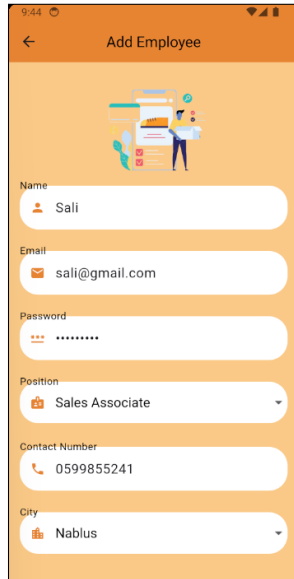 9:44
Add Employee
Name
Sali
Email
sali@gmail.com
Password
•••••••••
Position
Sales Associate
Contact Number
0599855241
City
Nablus